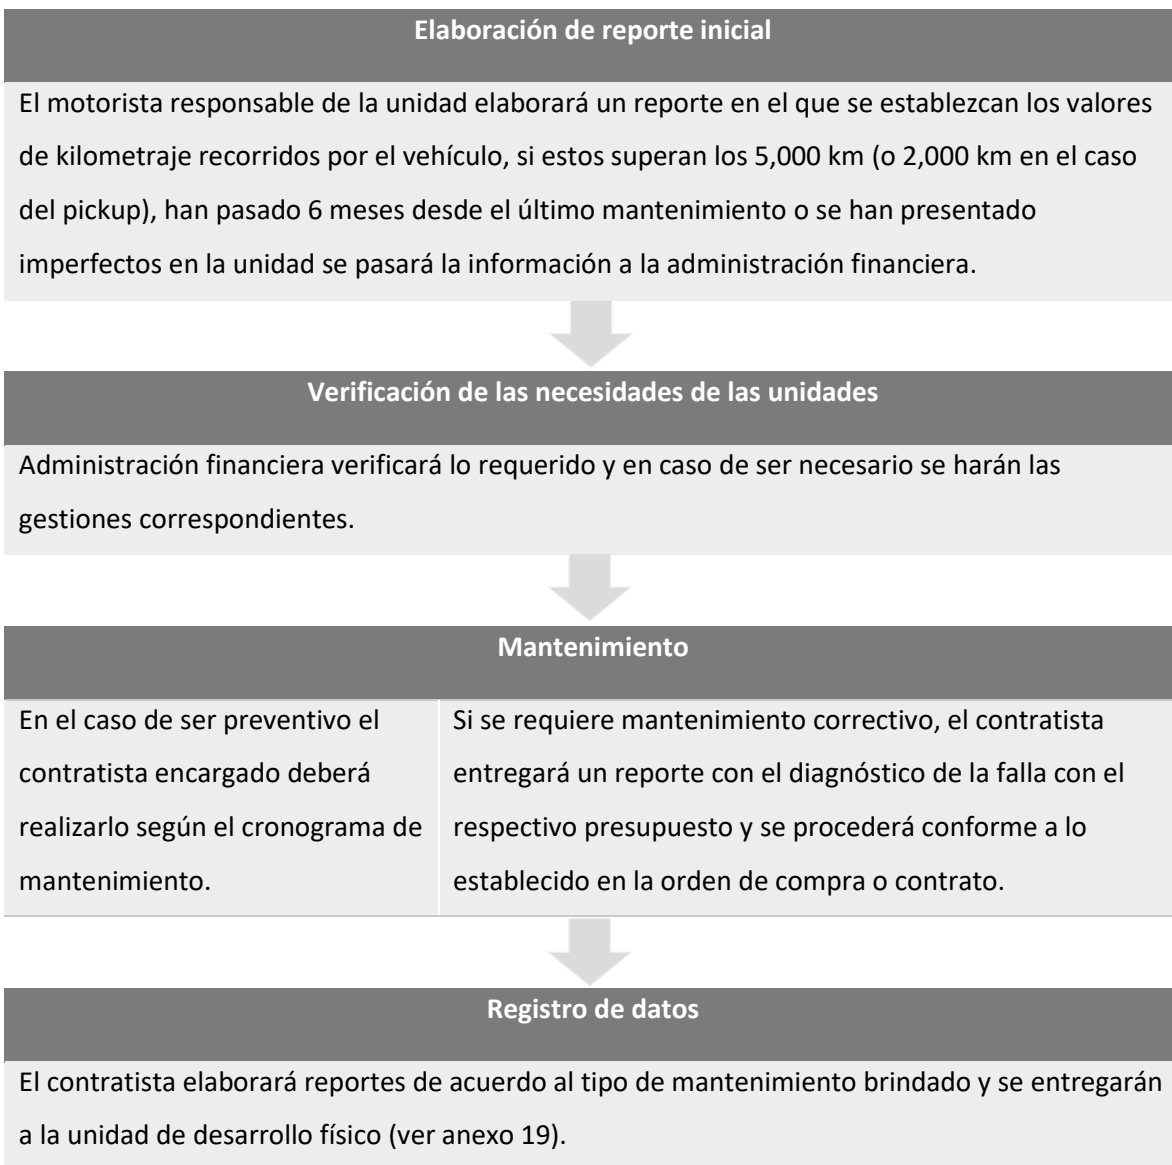 Elaboración de reporte inicial
El motorista responsable de la unidad elaborará un reporte en el que se establezcan los valores
de kilometraje recorridos por el vehículo, si estos superan los 5,000 km (o 2,000 km en el caso
del pickup), han pasado 6 meses desde el último mantenimiento o se han presentado
imperfectos en la unidad se pasará la información a la administración financiera.
Verificación de las necesidades de las unidades
Administración financiera verificará lo requerido y en caso de ser necesario se harán las
gestiones correspondientes.
Mantenimiento
En el caso de ser preventivo el
contratista encargado deberá
realizarlo según el cronograma de
mantenimiento.
Si se requiere mantenimiento correctivo, el contratista
entregará un reporte con el diagnóstico de la falla con el
respectivo presupuesto y se procederá conforme a lo
establecido en la orden de compra o contrato.
Registro de datos
El contratista elaborará reportes de acuerdo al tipo de mantenimiento brindado y se entregarán
a la unidad de desarrollo físico (ver anexo 19).